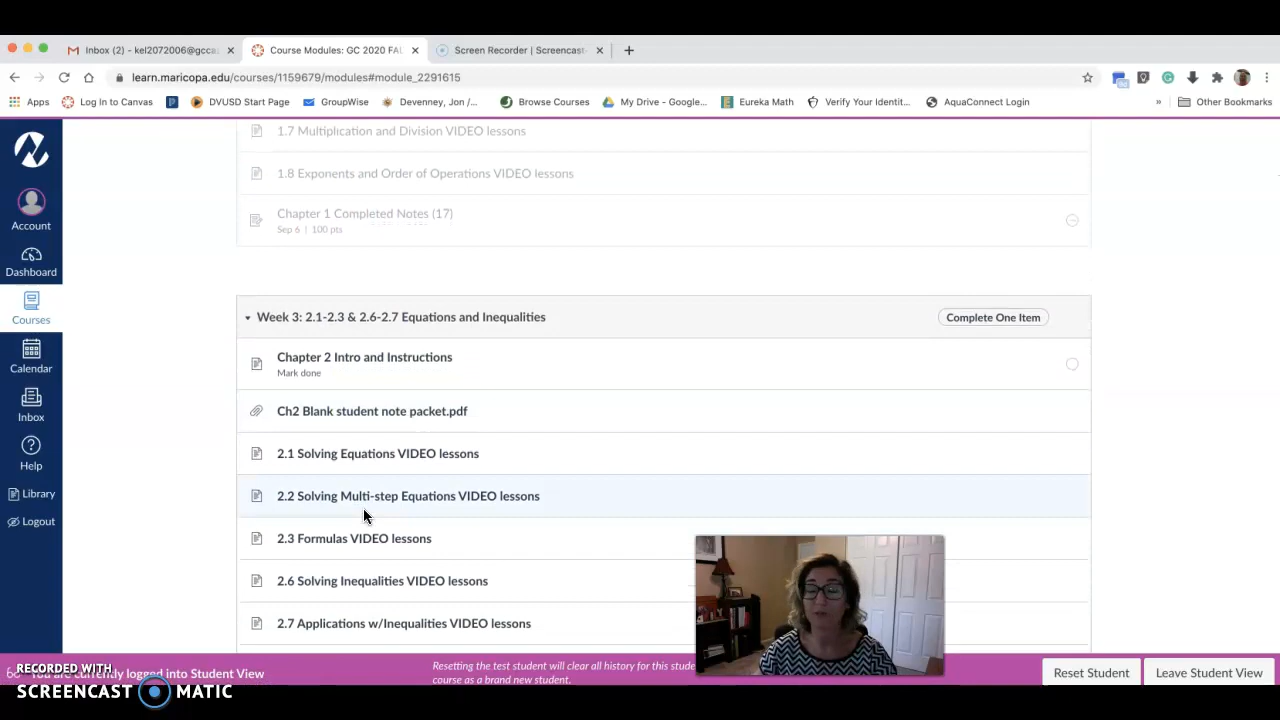 Inbox (2) - kel2072006@gcca
Course Modules: GC 2020 FAL
Screen Recorder | Screencast-
learn.maricopa.edu/courses/1159679/modules#module_2291615
Apps
Log In to Canvas
DVUSD Start Page
GroupWise
Devenney, Jon /...
Browse Courses
My Drive - Google...
Eureka Math
Verify Your Identit...
AquaConnect Login
»
Other Bookmarks
Account
Dashboard
Courses
Calendar
Inbox
Help
Library
Logout
1.7 Multiplication and Division VIDEO lessons
1.8 Exponents and Order of Operations VIDEO lessons
Chapter 1 Completed Notes (17)
Sep 6 | 100 pts
Week 3: 2.1-2.3 & 2.6-2.7 Equations and Inequalities
Complete One Item
Chapter 2 Intro and Instructions
Mark done
Ch2 Blank student note packet.pdf
2.1 Solving Equations VIDEO lessons
2.2 Solving Multi-step Equations VIDEO lessons
2.3 Formulas VIDEO lessons
2.6 Solving Inequalities VIDEO lessons
2.7 Applications w/Inequalities VIDEO lessons
You are currently logged into Student View
RECORDED WITH
SCREENCAST MATIC
Resetting the test student will clear all history for this stude
course as a brand new student.
Reset Student
Leave Student View